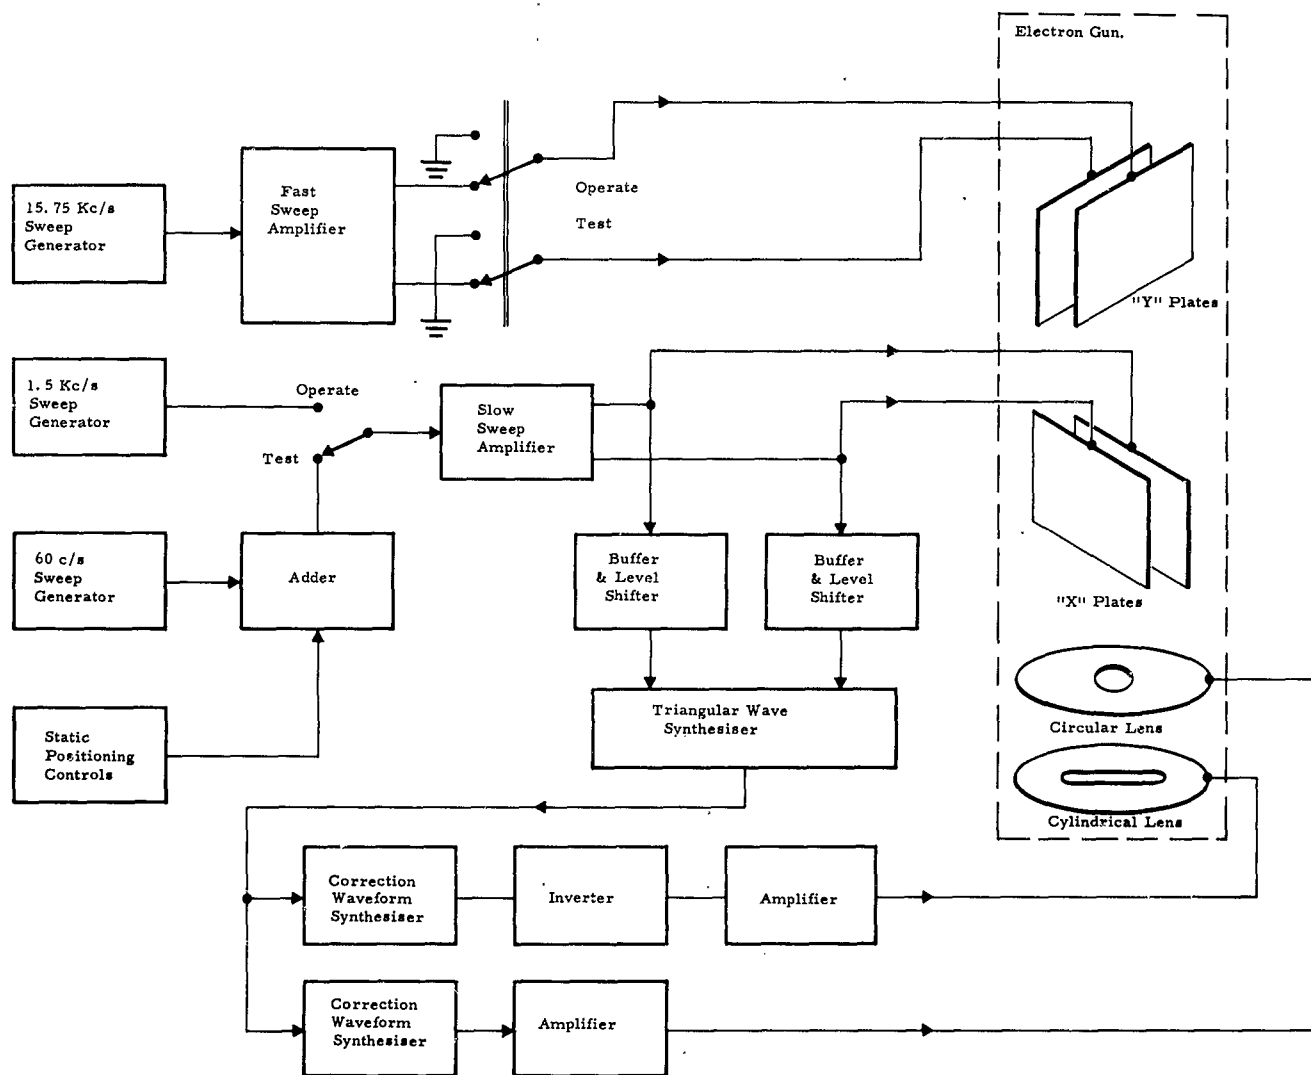 Electron Gun.
15.75 Kc/s
Sweep
Generator
Fast
Sweep
Amplifier
Operate
Test
"Y" Plates
1.5 Kc/s
Sweep
Generator
Operate
Test
Slow
Sweep
Amplifier
60 c/s
Sweep
Generator
Adder
Buffer
& Level
Shifter
Buffer
& Level
Shifter
"X" Plates
Static
Positioning
Controls
Triangular Wave
Synthesiser
Circular Lens
Cylindrical Lens
Correction
Waveform
Synthesiser
Inverter
Amplifier
Correction
Waveform
Synthesiser
Amplifier